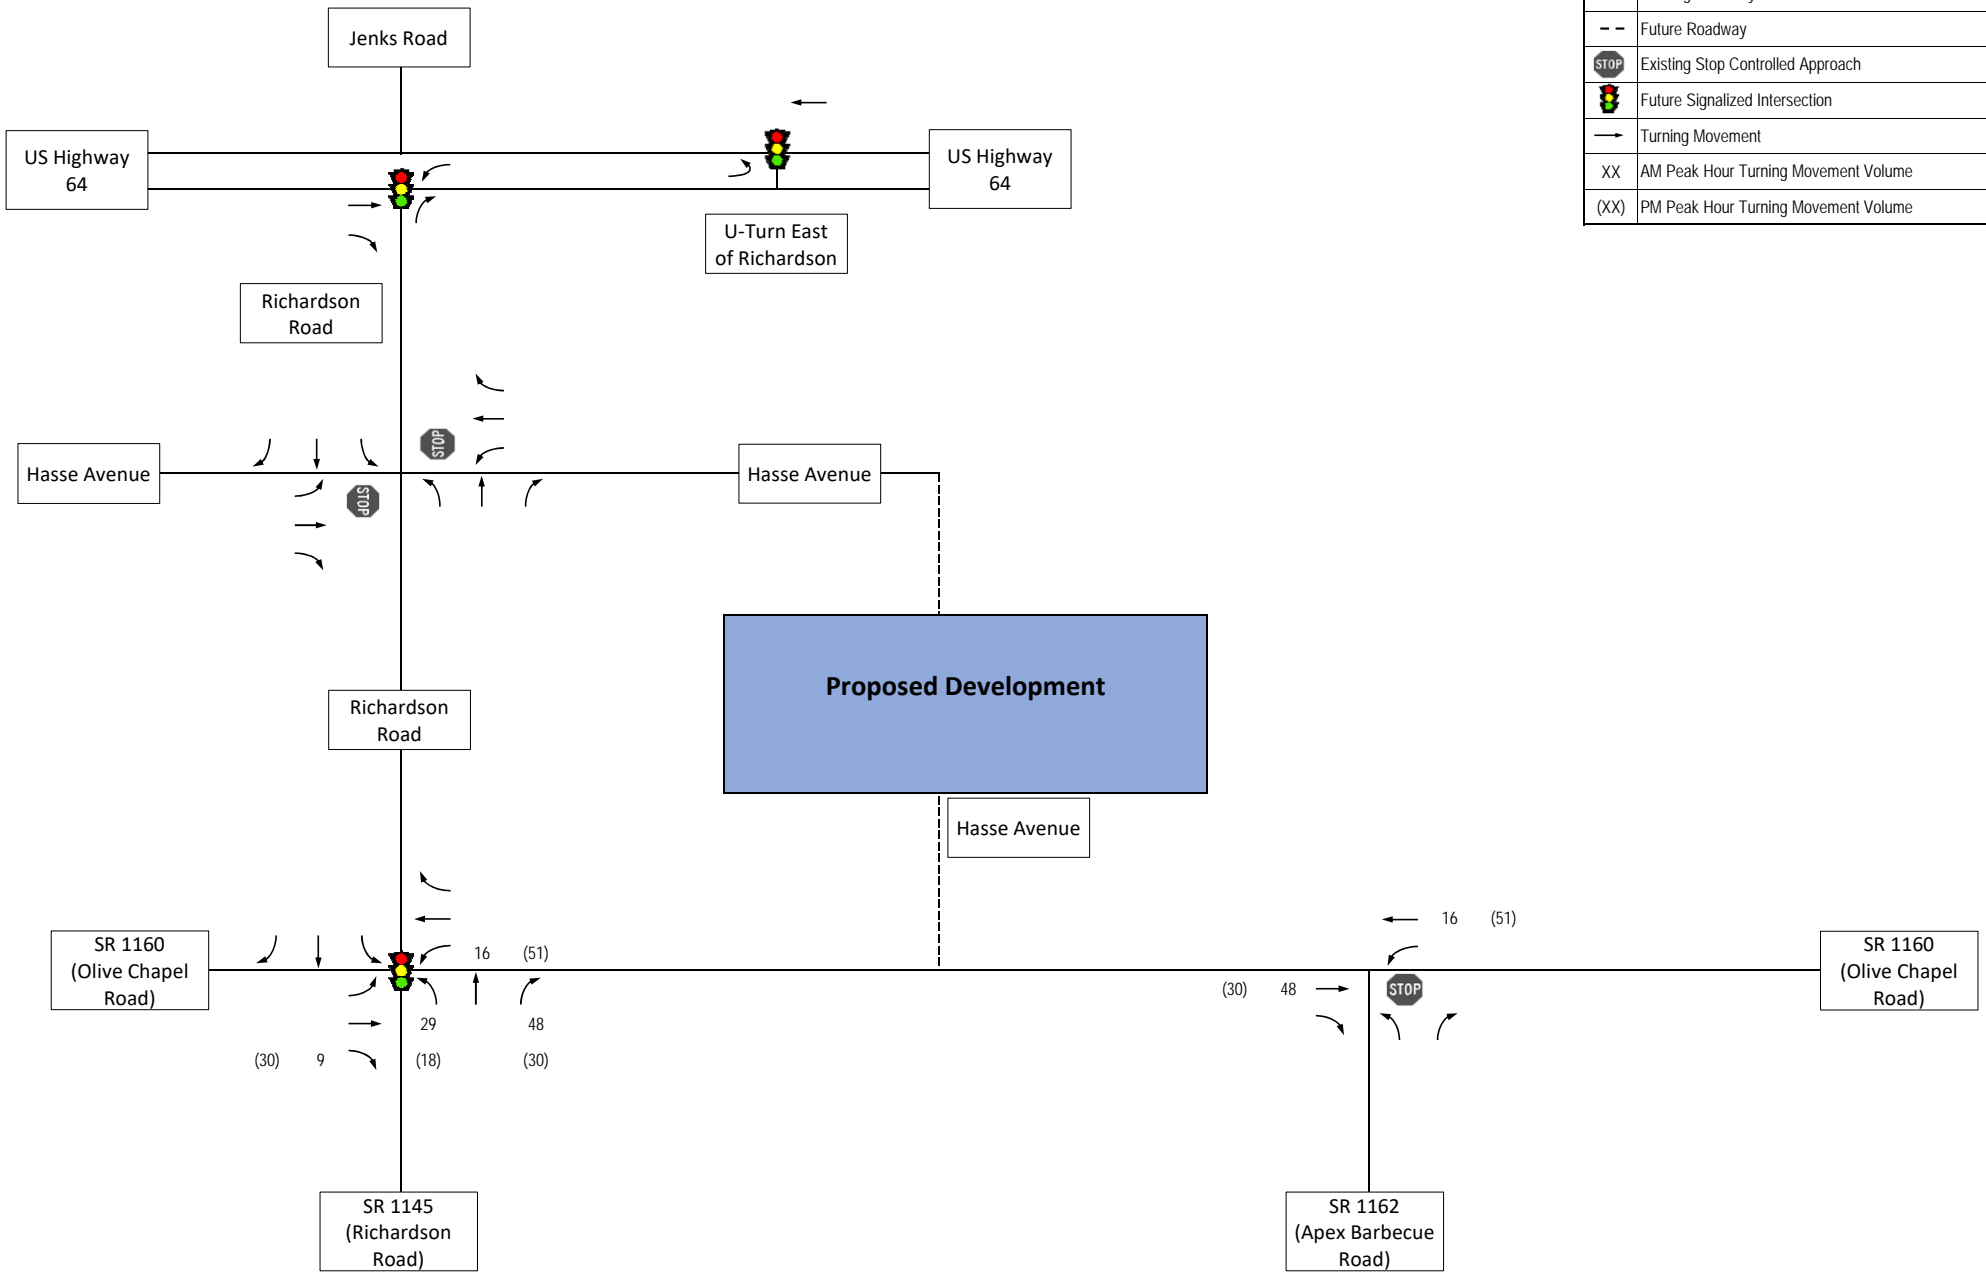 Jenks Road
Future Roadway
STOP Existing Stop Controlled Approach
Future Signalized Intersection
Turning Movement
XX AM Peak Hour Turning Movement Volume
(XX) PM Peak Hour Turning Movement Volume
US Highway
64
US Highway
64
U-Turn East
of Richardson
Richardson
Road
STOP
Hasse Avenue
Hasse Avenue
STOP
Proposed Development
Richardson
Road
Hasse Avenue
16 (51)
SR 1160
(Olive Chapel
Road)
16 (51)
SR 1160
(Olive Chapel
Road)
(30) 48
STOP
29 48
(30) 9 (18) (30)
SR 1145
(Richardson
Road)
SR 1162
(Apex Barbecue
Road)